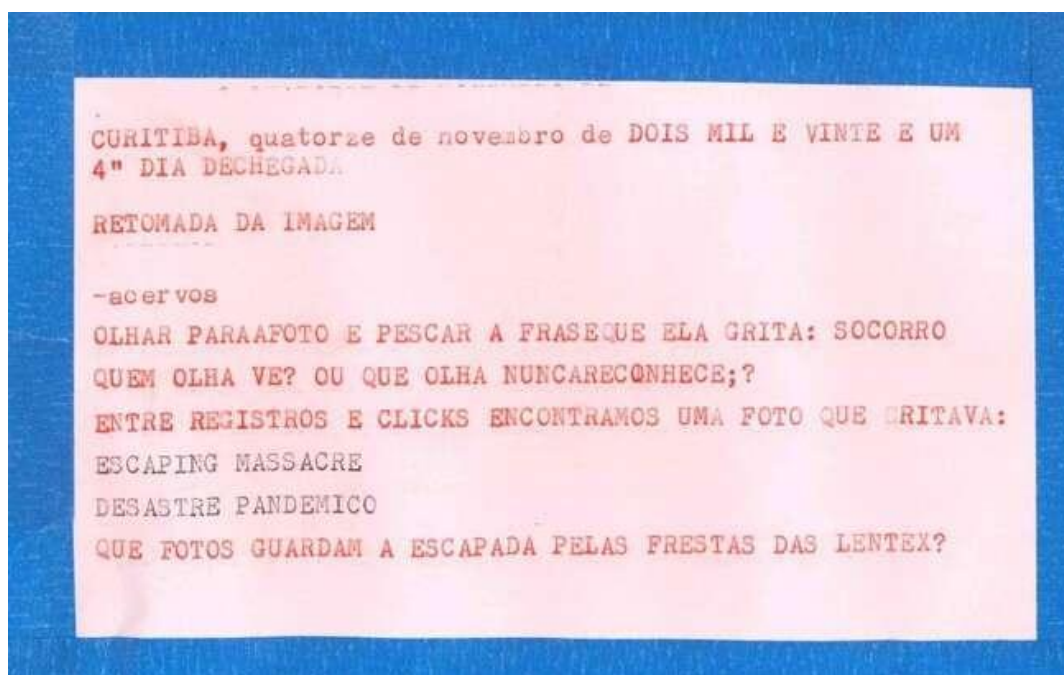 CURITIBA, quatorze de novembro de DOIS MIL E VINTE E UM
4" DIA DECHEGADA
RETOMADA DA IMAGEM
-acervos
OLHAR PARAAFOTO E PESCAR A FRASEQUE ELA GRITA: SOCORRO
QUEM OLHA VE? OU QUE OLHA NUNCARECONHECE;?
ENTRE REGISTROS E CLICKS ENCONTRAMOS UMA FOTO QUE GRITAVA:
ESCAPING MASSACRE
DESASTRE PANDEMICO
QUE FOTOS GUARDAM A ESCAPADA PELAS FRESTAS DAS LENTEX?